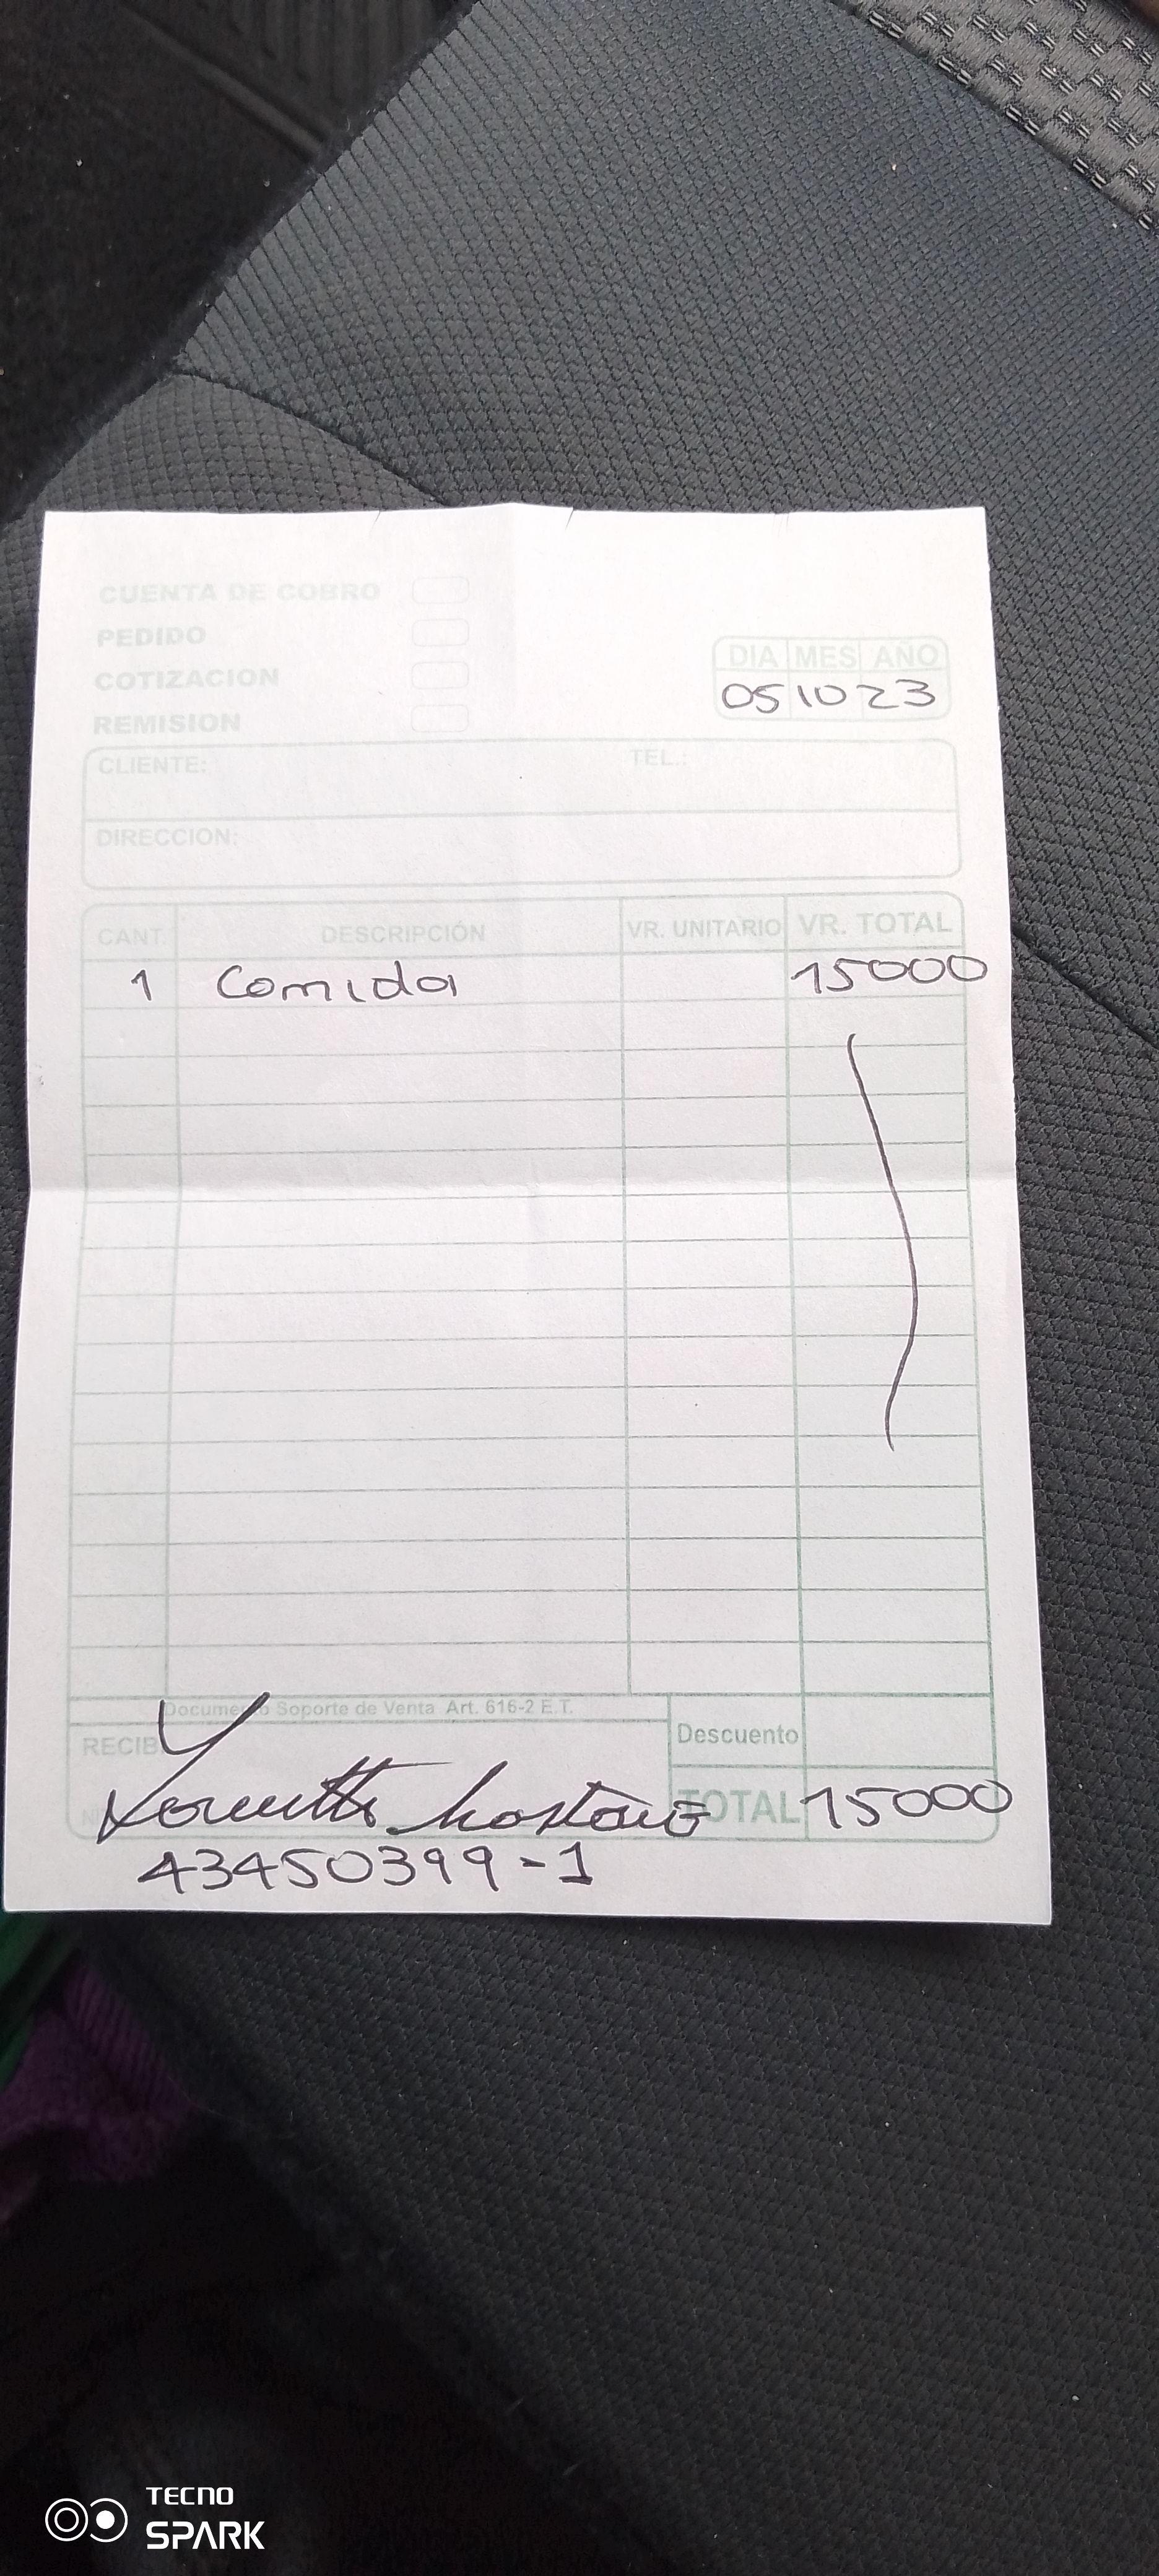 CUENTA DE COBRO
PEDIDO
COTIZACION
REMISION
DIA MES AÑO
05 10 23
CLIENTE: TEL.:
DIRECCION:
CANT. DESCRIPCIÓN VR. UNITARIO VR. TOTAL
1 Comida 15000
Documento Soporte de Venta Art. 616-2 E.T.
Descuento
RECIB
TOTAL 15000
43450399-1
TECNO
SPARK